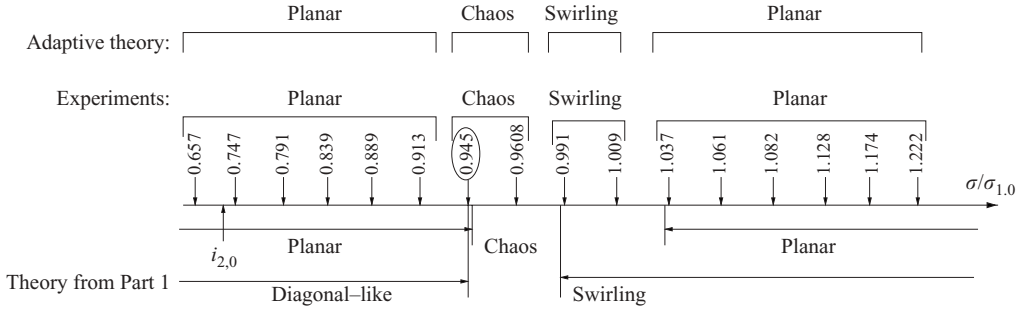 Planar Chaos Swirling Planar
Adaptive theory:
Experiments: Planar Chaos Swirling Planar
0.657 0.747 0.791 0.839 0.889 0.913 0.945 0.9608 0.991 1.009 1.037 1.061 1.082 1.128 1.174 1.222
σ/σ1.0
i2,0 Planar Chaos Planar
Theory from Part 1
Diagonal–like Swirling